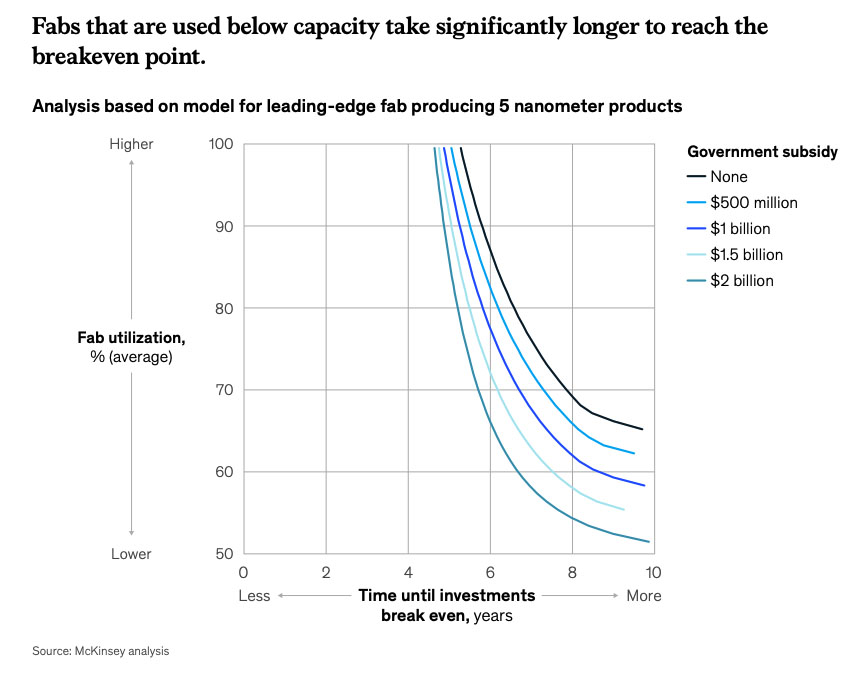 Fabs that are used below capacity take significantly longer to reach the
breakeven point.
Analysis based on model for leading-edge fab producing 5 nanometer products
Higher
Fab utilization,
% (average)
Lower
100
90
80
70
60
50
0 2 4 6 8 10
Less Time until investments More
break even, years
Government subsidy
None
$500 million
$1 billion
$1.5 billion
$2 billion
Source: McKinsey analysis